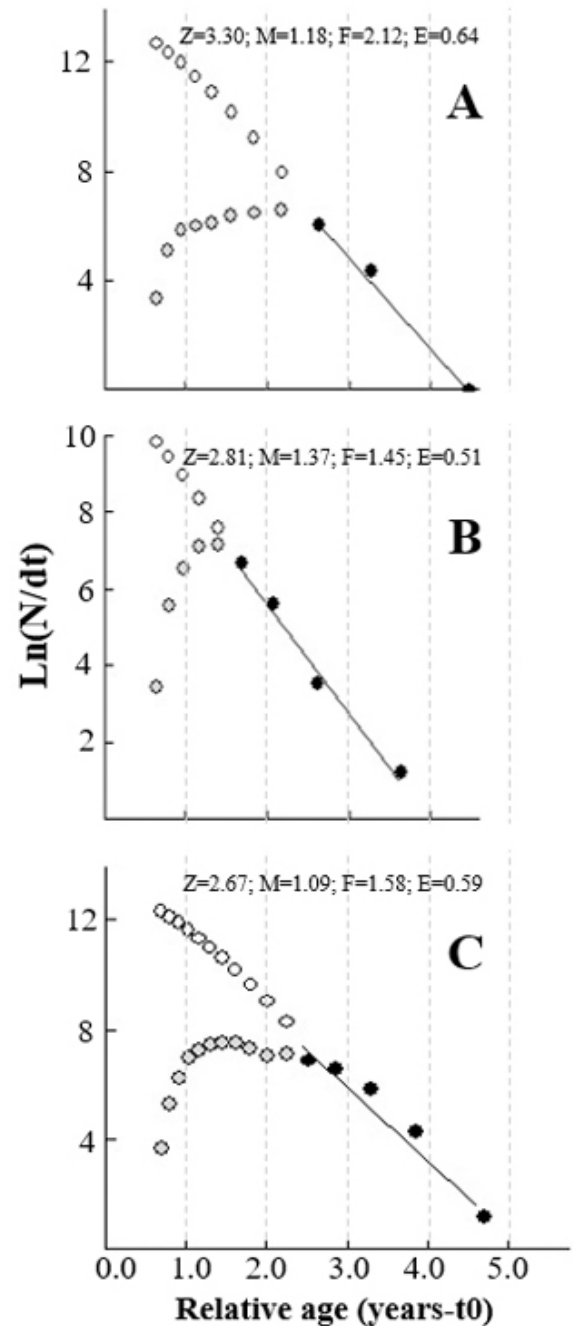 Z=3.30; M=1.18; F=2.12; E=0.64
A
12
8
4
Z=2.81; M=1.37; F=1.45; E=0.51
B
10
8
6
4
2
Ln(N/dt)
Z=2.67; M=1.09; F=1.58; E=0.59
C
12
8
4
0.0 1.0 2.0 3.0 4.0 5.0
Relative age (years-t0)